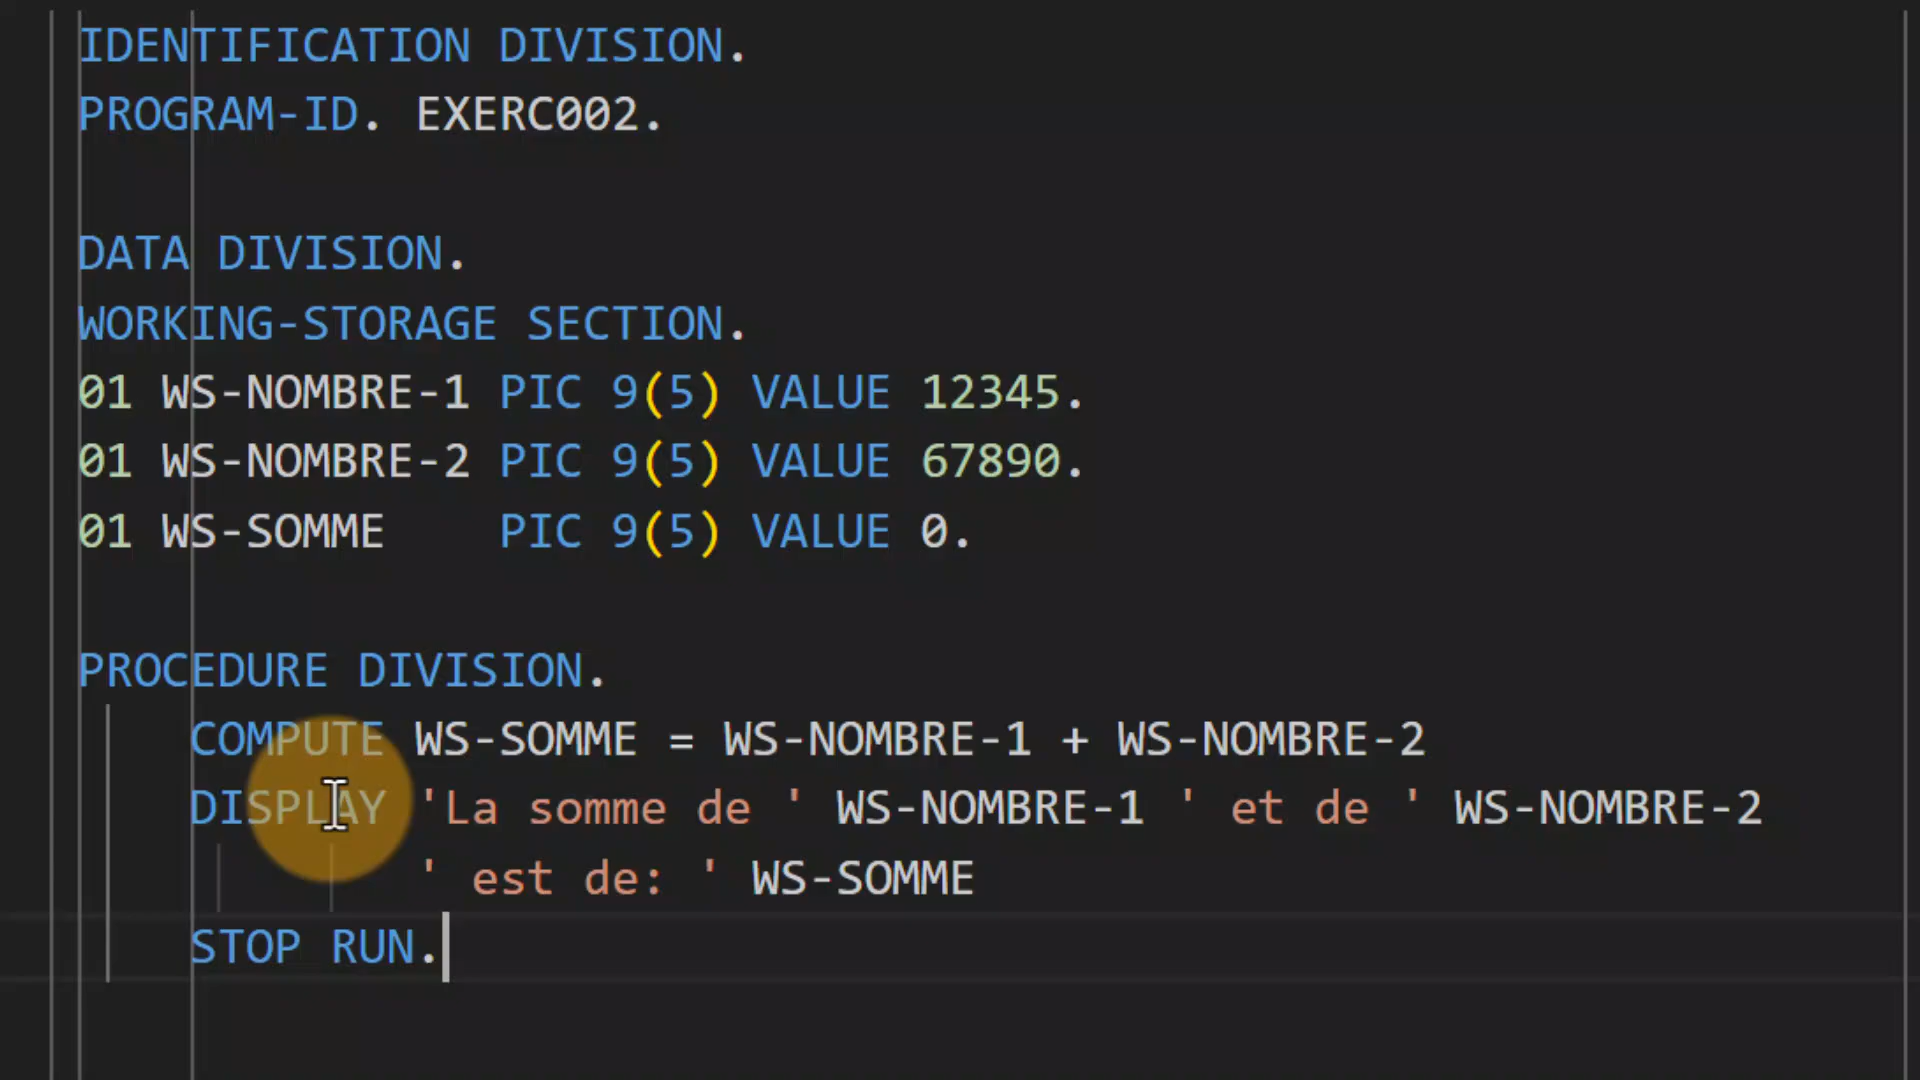 IDENTIFICATION DIVISION.
PROGRAM-ID. EXERC002.
DATA DIVISION.
WORKING-STORAGE SECTION.
01 WS-NOMBRE-1 PIC 9(5) VALUE 12345.
01 WS-NOMBRE-2 PIC 9(5) VALUE 67890.
01 WS-SOMME    PIC 9(5) VALUE 0.
PROCEDURE DIVISION.
    COMPUTE WS-SOMME = WS-NOMBRE-1 + WS-NOMBRE-2
    DISPLAY 'La somme de ' WS-NOMBRE-1 ' et de ' WS-NOMBRE-2
            ' est de: ' WS-SOMME
    STOP RUN.